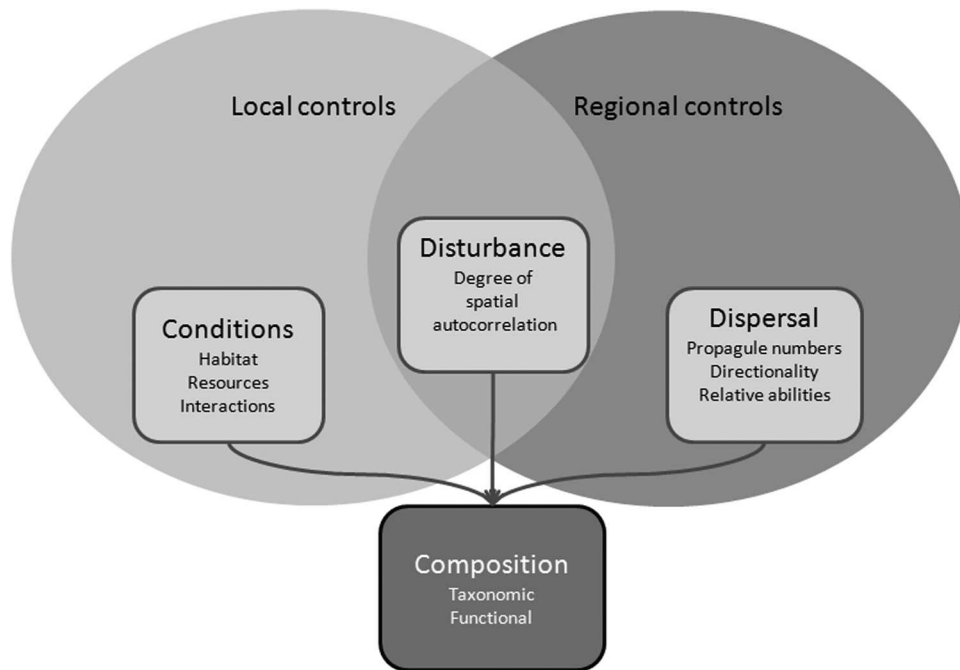 Local controls
Regional controls
Disturbance
Degree of
spatial
autocorrelation
Conditions
Habitat
Resources
Interactions
Dispersal
Propagule numbers
Directionality
Relative abilities
Composition
Taxonomic
Functional